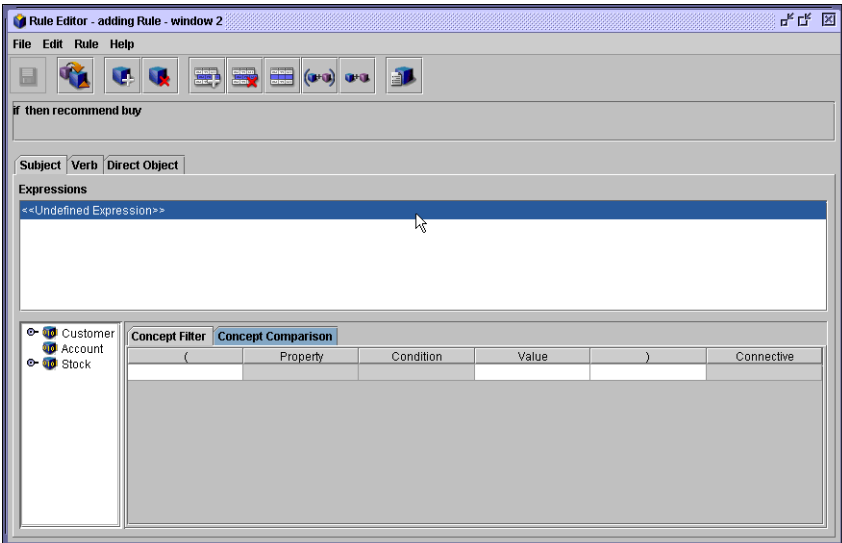 Rule Editor - adding Rule - window 2
File Edit Rule Help
if then recommend buy
Subject Verb Direct Object
Expressions
<<Undefined Expression>>
Customer
Account
Stock
Concept Filter Concept Comparison
( Property Condition Value ) Connective